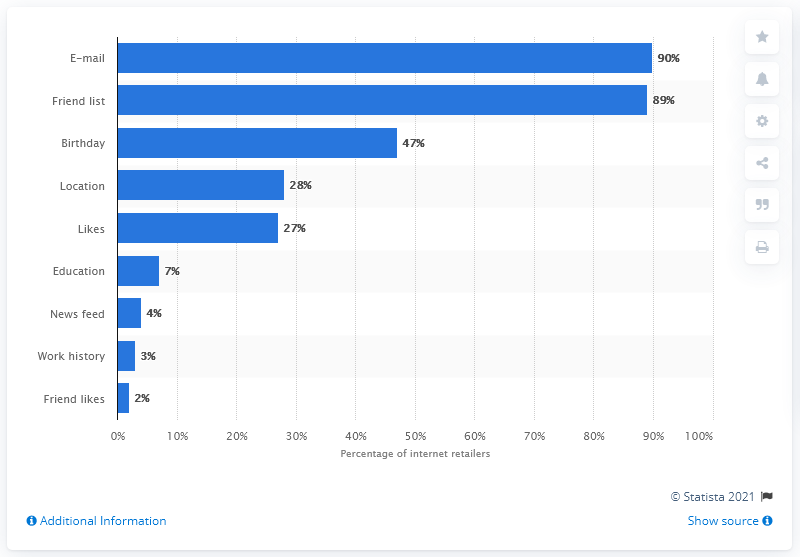 E-mail 90%
Friend list 89%
Birthday 47%
Location 28%
Likes 27%
Education 7%
News feed 4%
Work history 3%
Friend likes 2%
0% 10% 20% 30% 40% 50% 60% 70% 80% 90% 100%
Percentage of internet retailers
© Statista 2021
Additional Information Show source